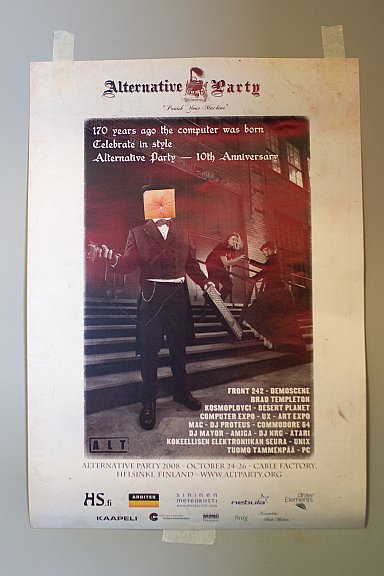 Alternative Party
"Punish Your Machine"
170 years ago the computer was born
Celebrate in style
Alternative Party — 10th Anniversary
FRONT 242 - DEMOSCENE
BRAD TEMPLETON
KOSMOPLOVCI - DESERT PLANET
COMPUTER EXPO - UX - ART EXPO
MAC - DJ PROTEUS - COMMODORE 64
DJ MAYOR - AMIGA - DJ NRG - ATARI
KOKEELLISEN ELEKTRONIIKAN SEURA - UNIX
TUOMO TAMMENPÄÄ - PC
ALT
ALTERNATIVE PARTY 2008 - OCTOBER 24-26 - CABLE FACTORY,
HELSINKI, FINLAND - WWW.ALTPARTY.ORG
HS.fi
ARDITES
SININEN
METEORIITTI
nebula
draw
Elements
KAAPELI